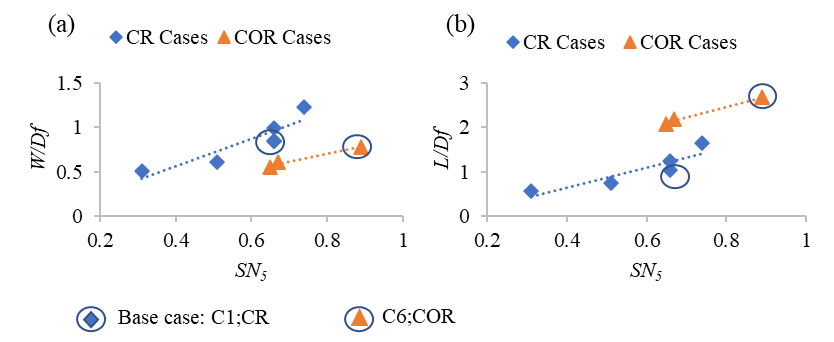 (a)
CR Cases COR Cases
1.5
1
0.5
0
0.2 0.4 0.6 0.8 1
W/Df
SN5
(b)
CR Cases COR Cases
3
2
1
0
0.2 0.4 0.6 0.8 1
L/Df
SN5
Base case: C1;CR C6;COR